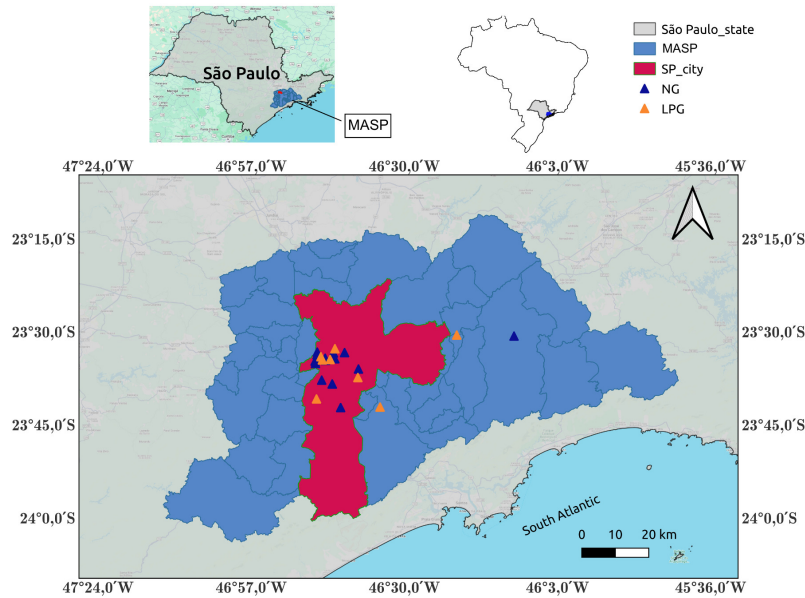 São Paulo
MASP
São Paulo_state
MASP
SP_city
NG
LPG
47°24,0'W 46°57,0'W 46°30,0'W 46°3,0'W 45°36,0'W
23°15,0'S 23°15,0'S
23°30,0'S 23°30,0'S
23°45,0'S 23°45,0'S
24°0,0'S 24°0,0'S
South Atlantic
0 10 20 km
47°24,0'W 46°57,0'W 46°30,0'W 46°3,0'W 45°36,0'W